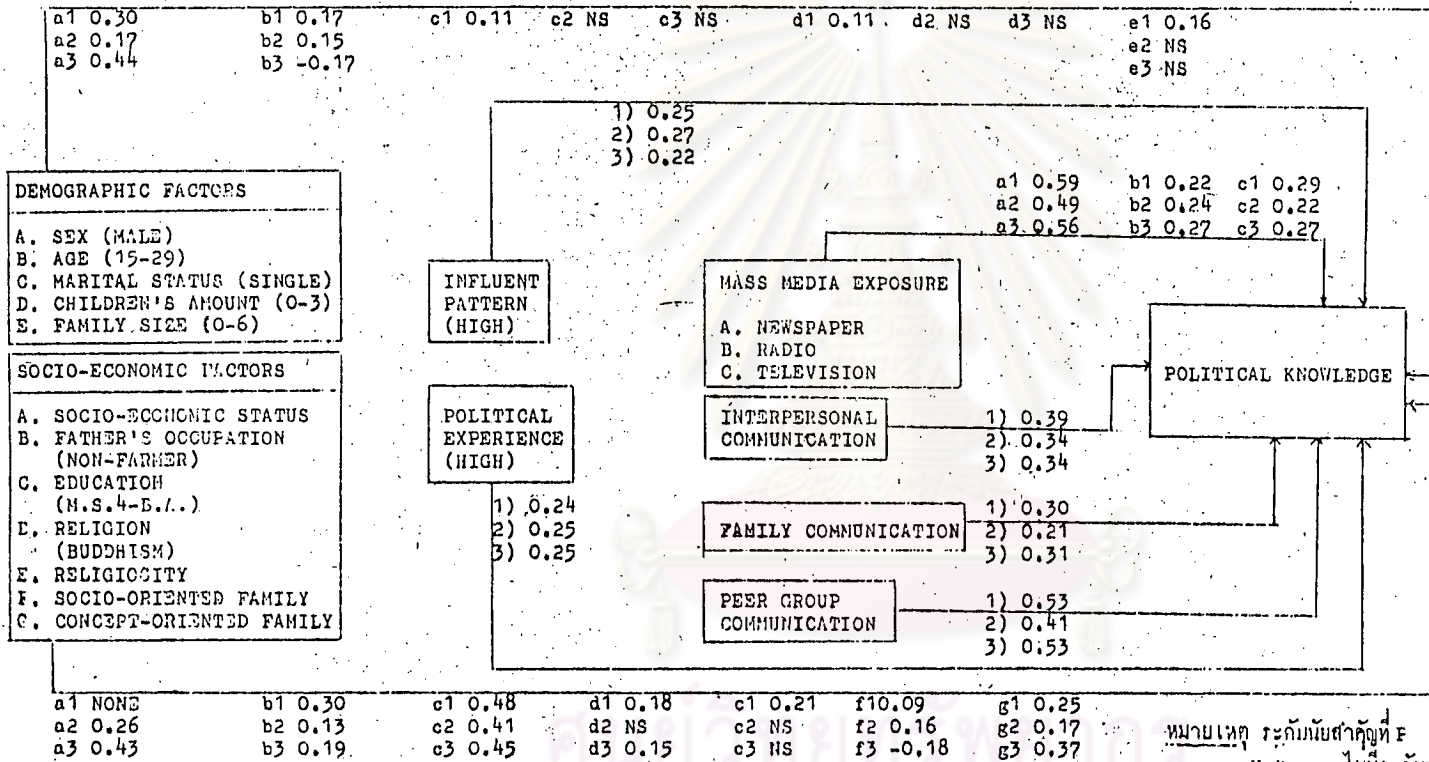 a1 0.30 b1 0.17 c1 0.11 c2 NS c3 NS d1 0.11 d2 NS d3 NS e1 0.16
a2 0.17 b2 0.15 e2 NS
a3 0.44 b3 -0.17 e3 NS
1) 0.25
2) 0.27
3) 0.22
a1 0.59 b1 0.22 c1 0.29
a2 0.49 b2 0.24 c2 0.22
a3 0.56 b3 0.27 c3 0.27
DEMOGRAPHIC FACTORS
A. SEX (MALE)
B. AGE (15-29)
C. MARITAL STATUS (SINGLE)
D. CHILDREN'S AMOUNT (0-3)
E. FAMILY SIZE (0-6)
INFLUENT
PATTERN
(HIGH)
MASS MEDIA EXPOSURE
A. NEWSPAPER
B. RADIO
C. TELEVISION
POLITICAL KNOWLEDGE
SOCIO-ECONOMIC FACTORS
A. SOCIO-ECONOMIC STATUS
B. FATHER'S OCCUPATION
(NON-FARMER)
C. EDUCATION
(M.S.4-B.A.)
D. RELIGION
(BUDDHISM)
E. RELIGIOSITY
F. SOCIO-ORIENTED FAMILY
G. CONCEPT-ORIENTED FAMILY
POLITICAL
EXPERIENCE
(HIGH)
1) 0.24
2) 0.25
3) 0.25
INTERPERSONAL
COMMUNICATION
1) 0.39
2) 0.34
3) 0.34
FAMILY COMMUNICATION
1) 0.30
2) 0.21
3) 0.31
PEER GROUP
COMMUNICATION
1) 0.53
2) 0.41
3) 0.53
a1 NONE b1 0.30 c1 0.48 d1 0.18 e1 0.21 f10.09 g1 0.25
a2 0.26 b2 0.13 c2 0.41 d2 NS e2 NS f2 0.16 g2 0.17
a3 0.43 b3 0.19 c3 0.45 d3 0.15 e3 NS f3 -0.18 g3 0.37
หมายเหตุ ระดับนัยสำคัญที่ P